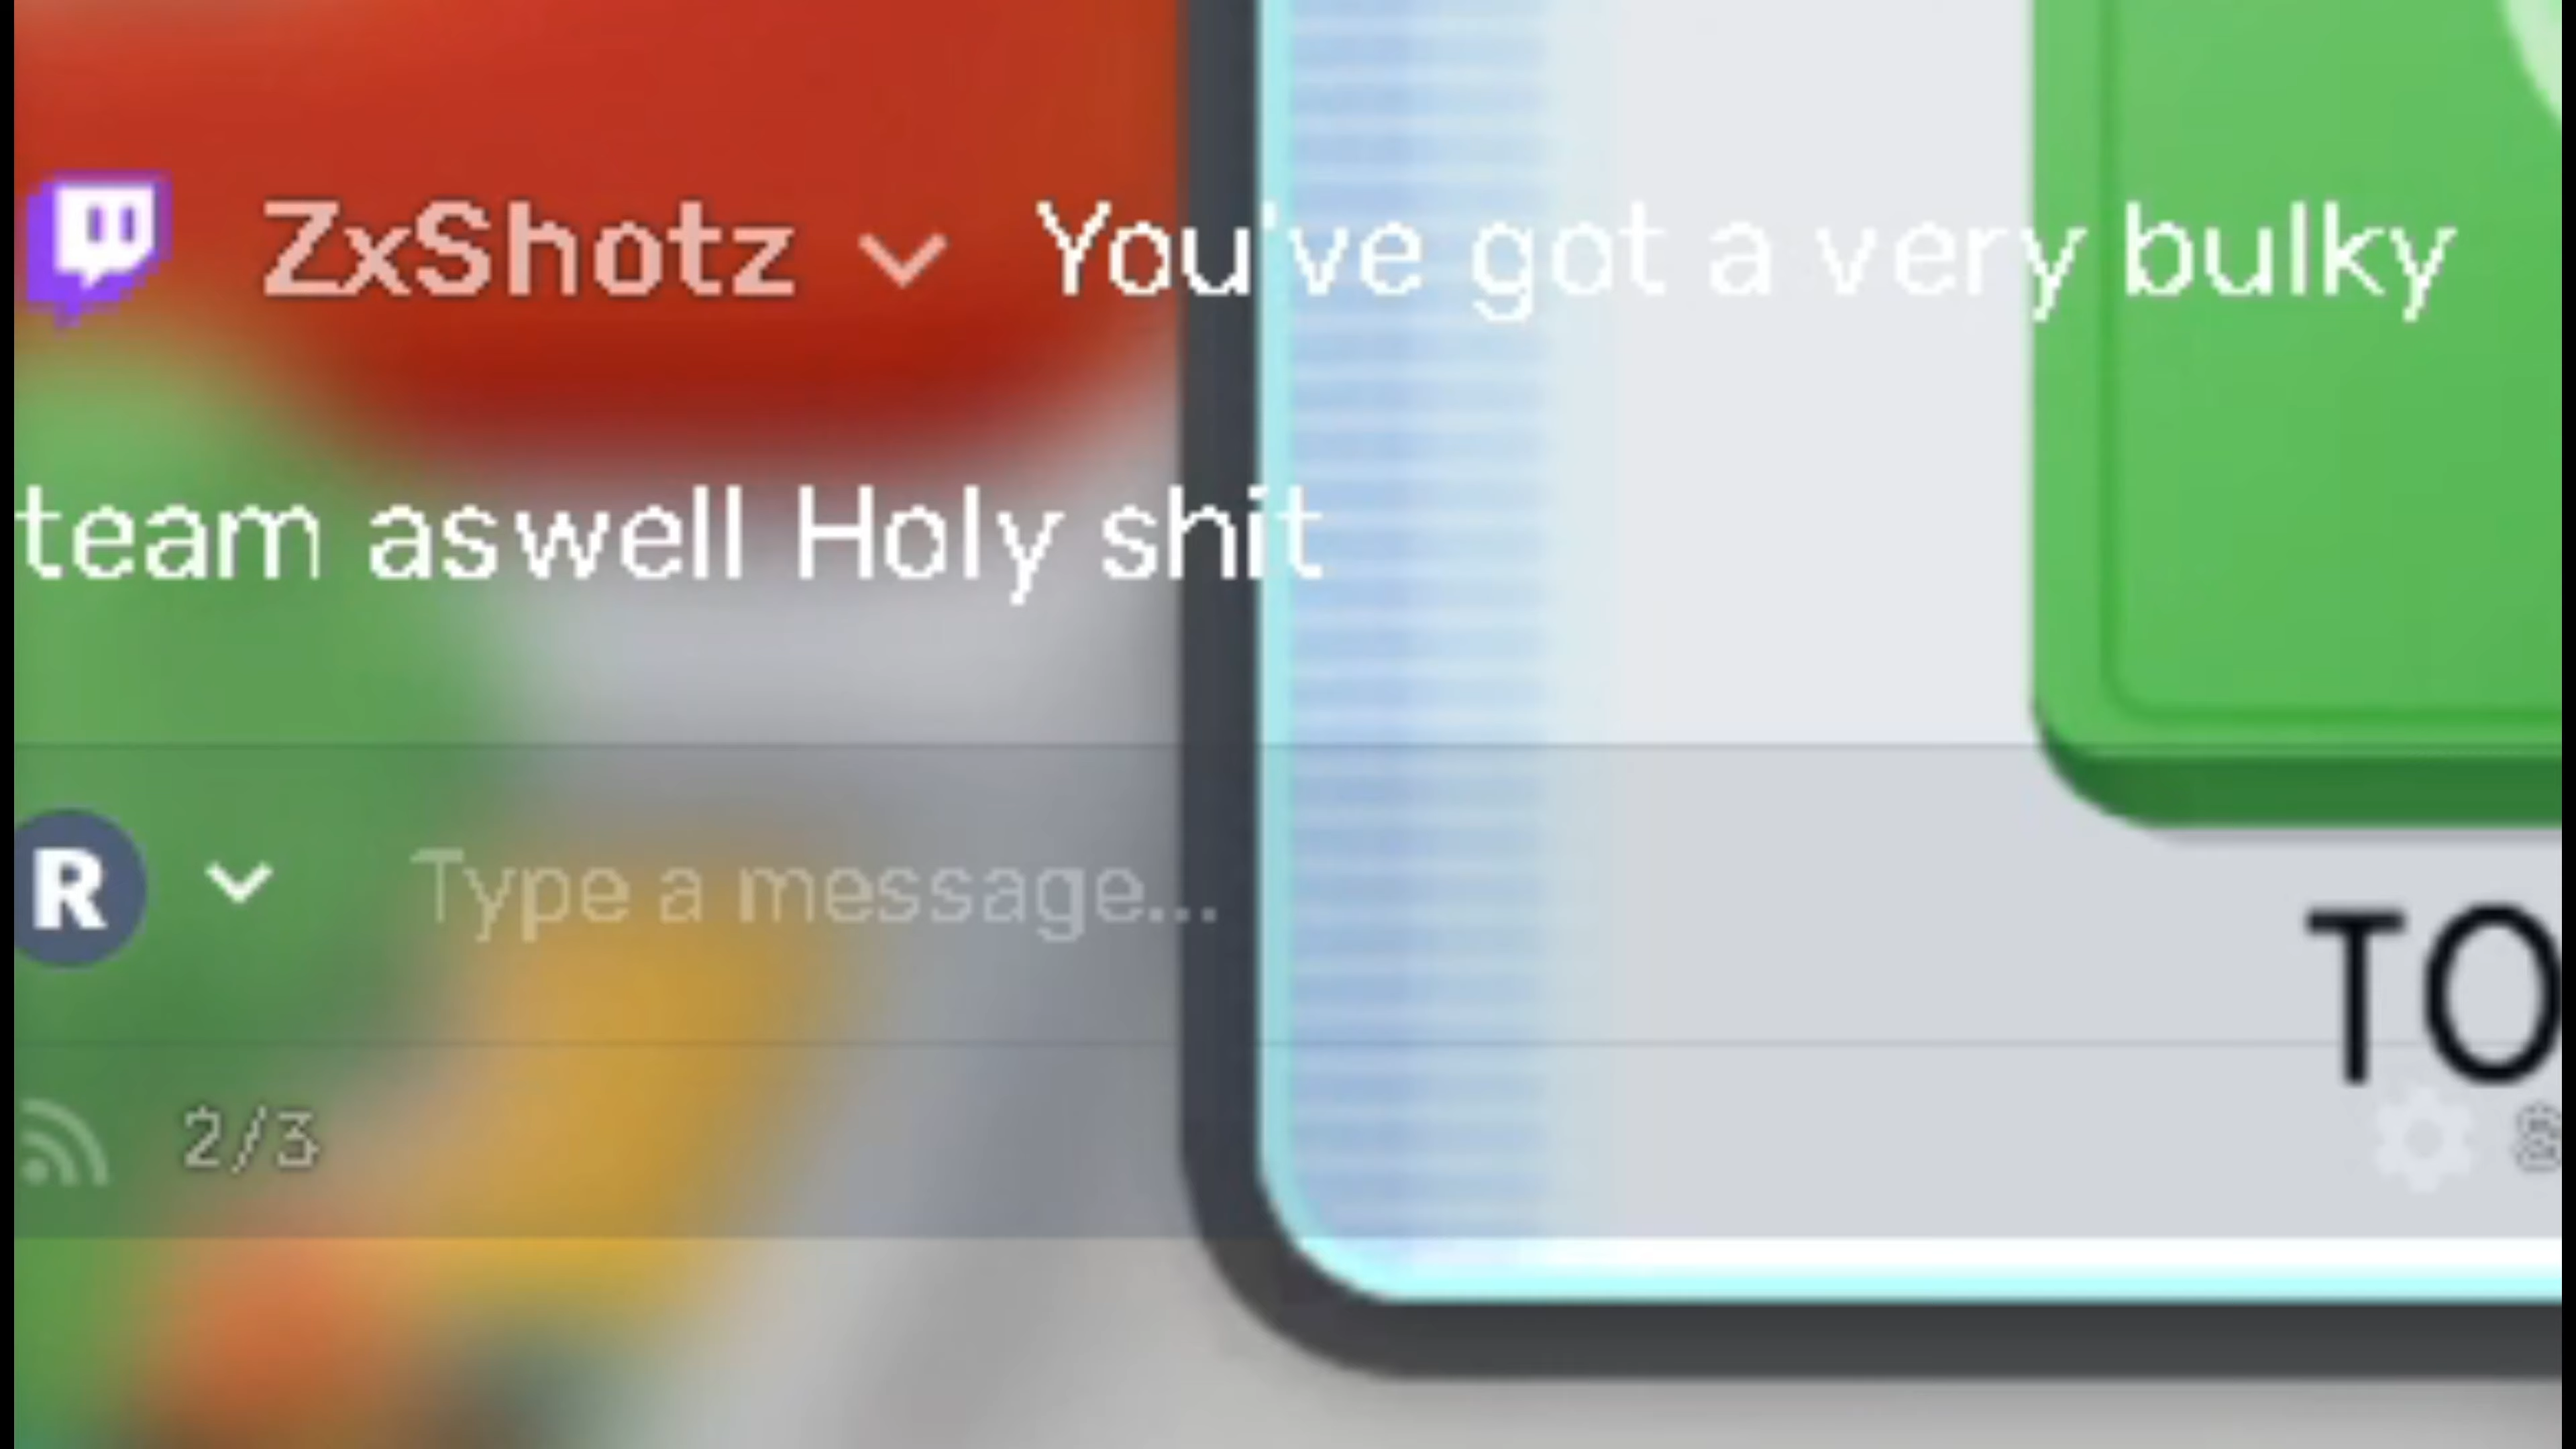 ZxShotz You've got a very bulky
team aswell Holy shit
R Type a message...
TO
2/3